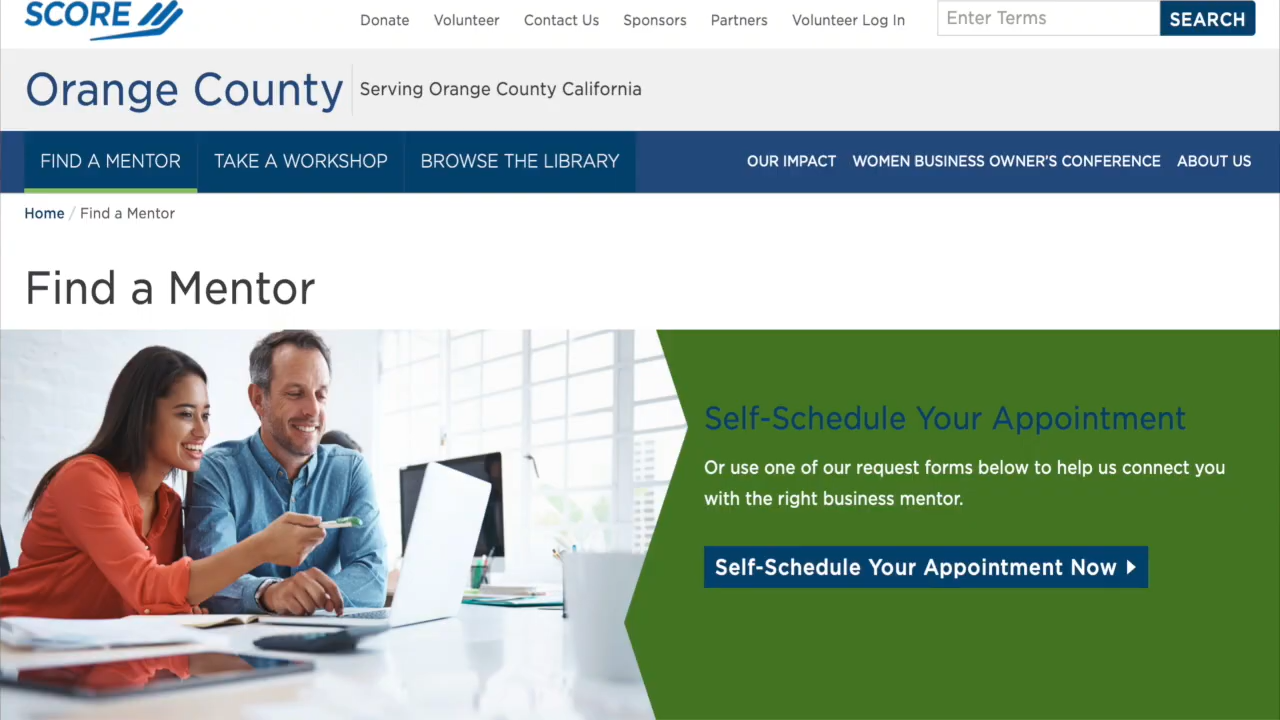 SCORE
Donate Volunteer Contact Us Sponsors Partners Volunteer Log In
Enter Terms
SEARCH
Orange County
Serving Orange County California
FIND A MENTOR TAKE A WORKSHOP BROWSE THE LIBRARY
OUR IMPACT WOMEN BUSINESS OWNER'S CONFERENCE ABOUT US
Home / Find a Mentor
Find a Mentor
Self-Schedule Your Appointment
Or use one of our request forms below to help us connect you
with the right business mentor.
Self-Schedule Your Appointment Now